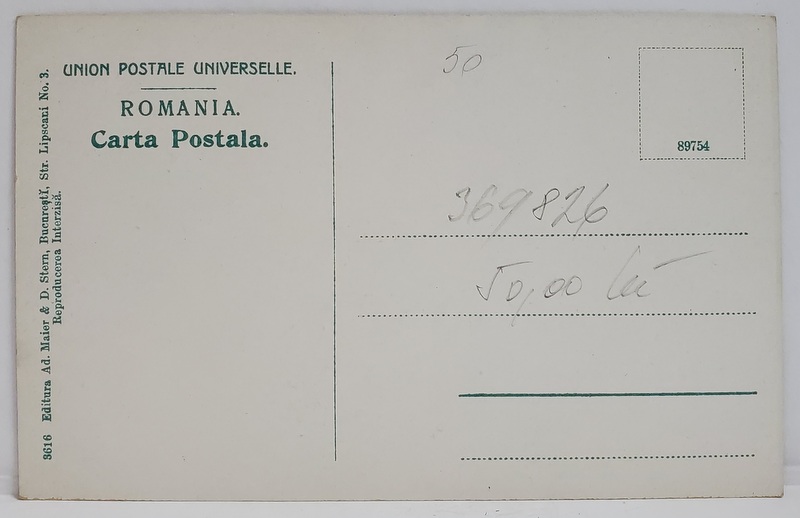 UNION POSTALE UNIVERSELLE.
ROMANIA.
Carta Postala.
3616 Editura Ad. Maier & D. Stern, Bucureștĭ, Str. Lipscani No. 3.
Reproducerea Interzisă.
50
89754
369826
50,00 lei